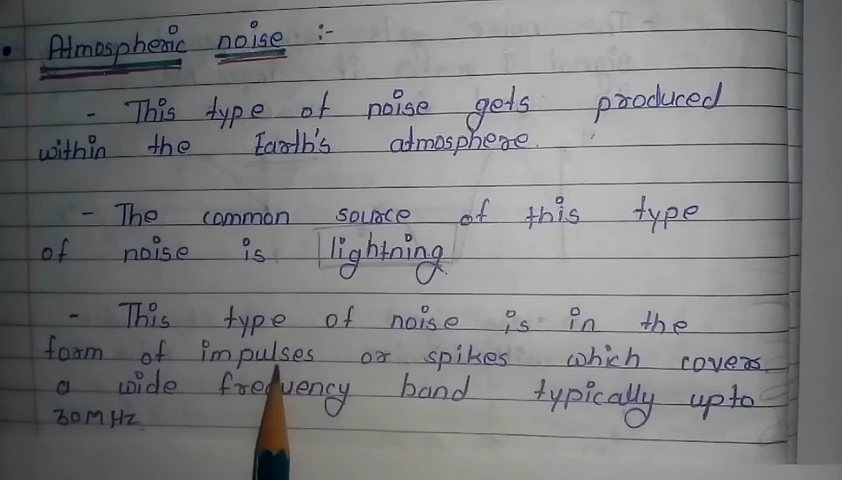 • Atmospheric noise :-
- This type of noise gets produced
within the Earth's atmosphere.
- The common source of this type
of noise is lightning.
- This type of noise is in the
form of impulses or spikes which covers
a wide frequency band typically upto
30MHz.